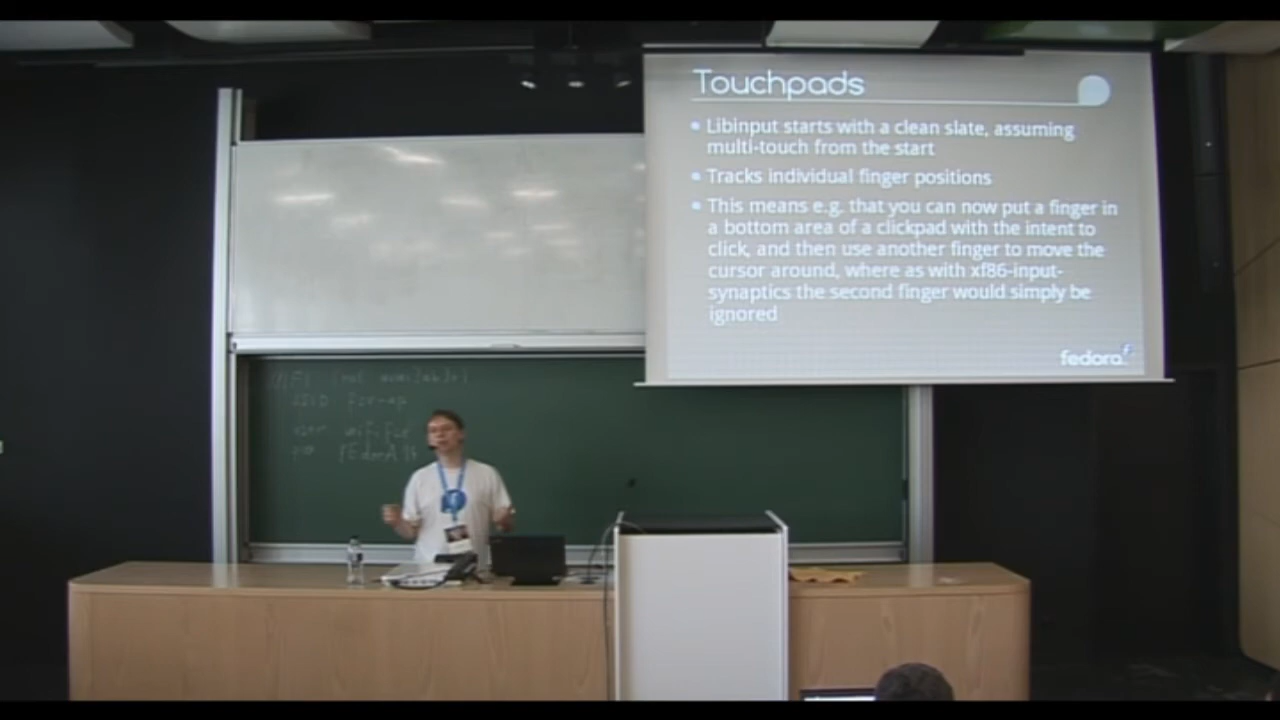 Touchpads
Libinput starts with a clean slate, assuming
multi-touch from the start
Tracks individual finger positions
This means e.g. that you can now put a finger in
a bottom area of a clickpad with the intent to
click, and then use another finger to move the
cursor around, where as with xf86-input-
synaptics the second finger would simply be
ignored
fedora